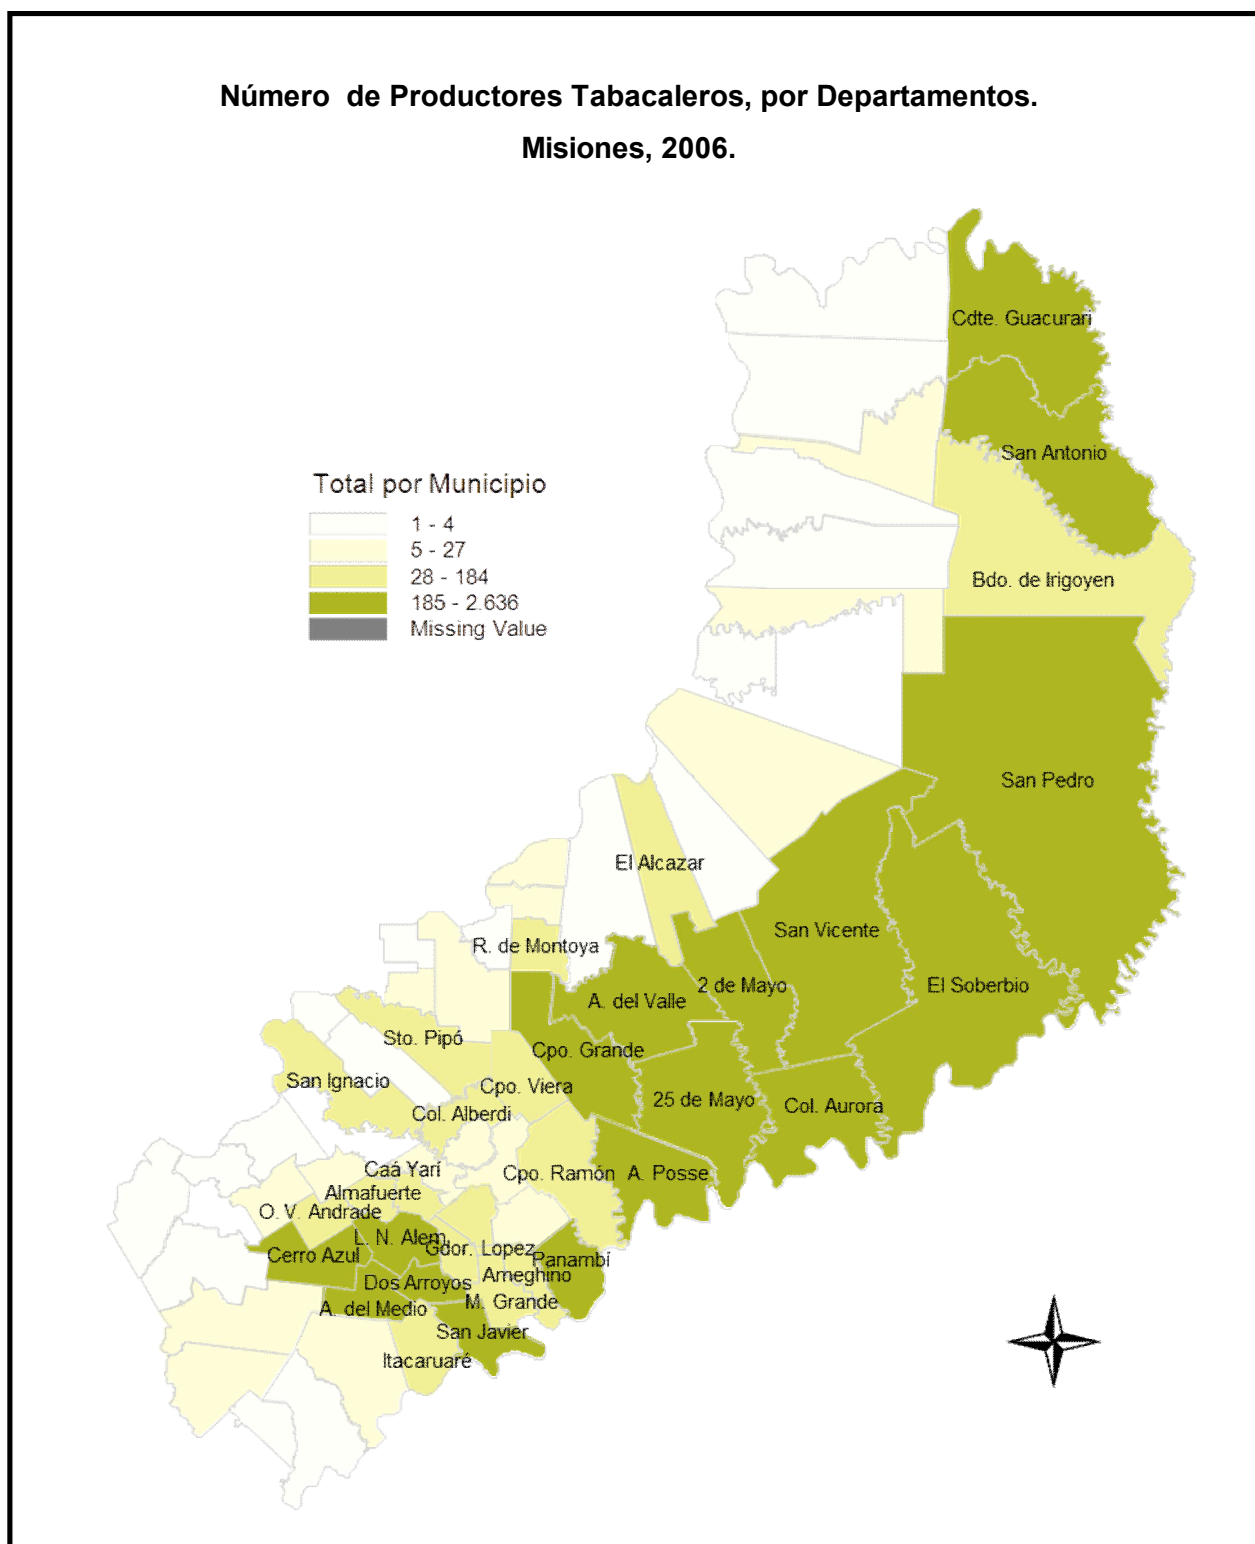 Número de Productores Tabacaleros, por Departamentos.
Misiones, 2006.
Cdte. Guacurari
San Antonio
Total por Municipio
1 - 4
5 - 27
28 - 184
185 - 2.636
Missing Value
Bdo. de Irigoyen
San Pedro
El Alcazar
San Vicente
R. de Montoya
2 de Mayo
El Soberbio
A. del Valle
Sto. Pipó
Cpo. Grande
San Ignacio
Cpo. Viera
25 de Mayo
Col. Aurora
Col. Alberdi
Caá Yarí
Cpo. Ramón
A. Posse
Almafuerte
O. V. Andrade
L. N. Alem
Gdor. Lopez
Cerro Azul
Panambí
Ameghino
Dos Arroyos
M. Grande
A. del Medio
San Javier
Itacaruaré